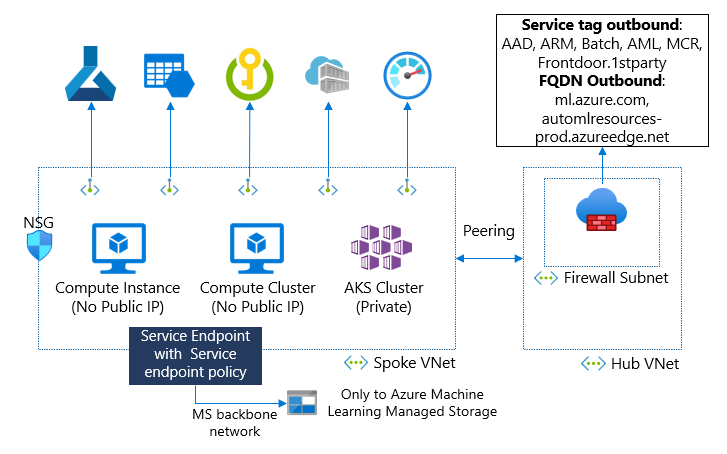 Service tag outbound:
AAD, ARM, Batch, AML, MCR,
Frontdoor.1stparty
FQDN Outbound:
ml.azure.com,
automlresources-
prod.azureedge.net
NSG
Compute Instance
(No Public IP)
Compute Cluster
(No Public IP)
AKS Cluster
(Private)
Peering
Firewall Subnet
Service Endpoint
with Service
endpoint policy
Spoke VNet
Hub VNet
MS backbone
network
Only to Azure Machine
Learning Managed Storage